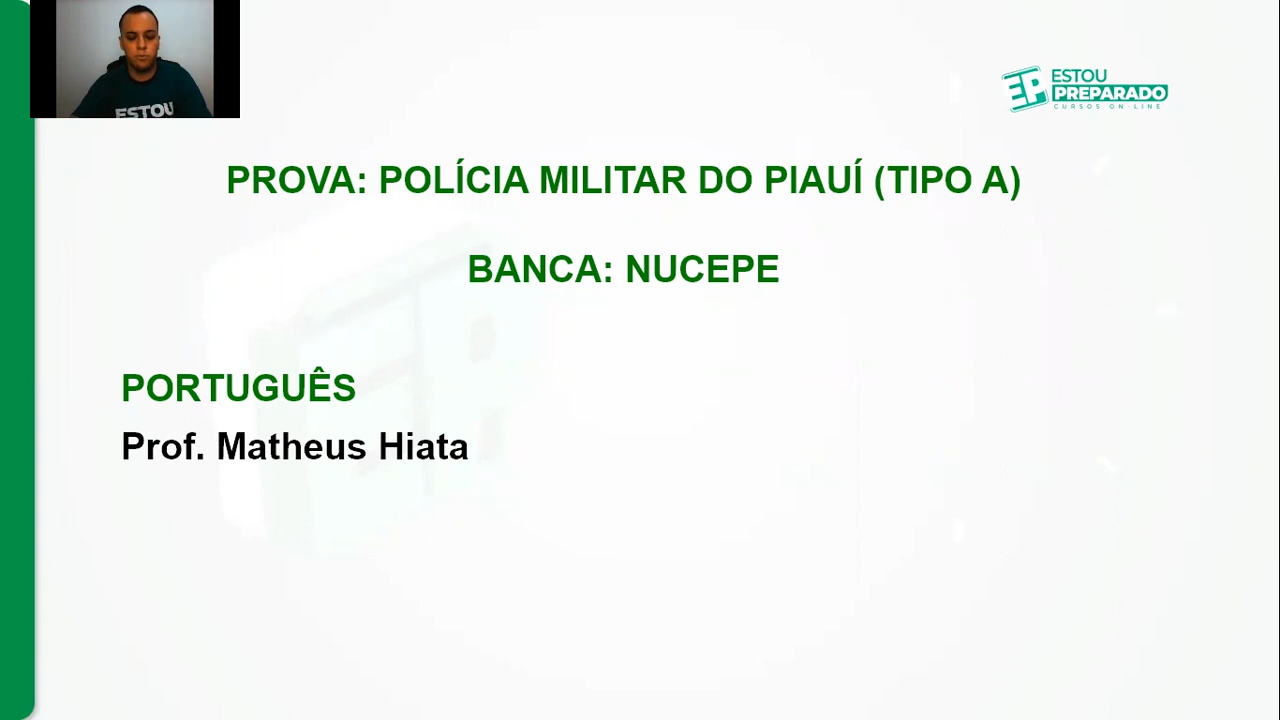 ESTOU
ESTOU
PREPARADO
CURSOS ON-LINE
PROVA: POLÍCIA MILITAR DO PIAUÍ (TIPO A)
BANCA: NUCEPE
PORTUGUÊS
Prof. Matheus Hiata